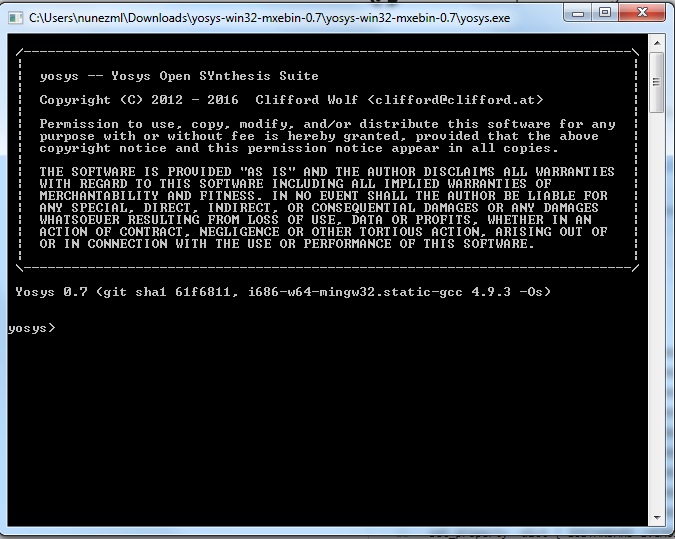 C:\Users\nunezml\Downloads\yosys-win32-mxebin-0.7\yosys-win32-mxebin-0.7\yosys.exe
yosys -- Yosys Open SYnthesis Suite
Copyright (C) 2012 - 2016  Clifford Wolf <clifford@clifford.at>
Permission to use, copy, modify, and/or distribute this software for any
purpose with or without fee is hereby granted, provided that the above
copyright notice and this permission notice appear in all copies.
THE SOFTWARE IS PROVIDED "AS IS" AND THE AUTHOR DISCLAIMS ALL WARRANTIES
WITH REGARD TO THIS SOFTWARE INCLUDING ALL IMPLIED WARRANTIES OF
MERCHANTABILITY AND FITNESS. IN NO EVENT SHALL THE AUTHOR BE LIABLE FOR
ANY SPECIAL, DIRECT, INDIRECT, OR CONSEQUENTIAL DAMAGES OR ANY DAMAGES
WHATSOEVER RESULTING FROM LOSS OF USE, DATA OR PROFITS, WHETHER IN AN
ACTION OF CONTRACT, NEGLIGENCE OR OTHER TORTIOUS ACTION, ARISING OUT OF
OR IN CONNECTION WITH THE USE OR PERFORMANCE OF THIS SOFTWARE.
Yosys 0.7 (git sha1 61f6811, i686-w64-mingw32.static-gcc 4.9.3 -Os)
yosys>